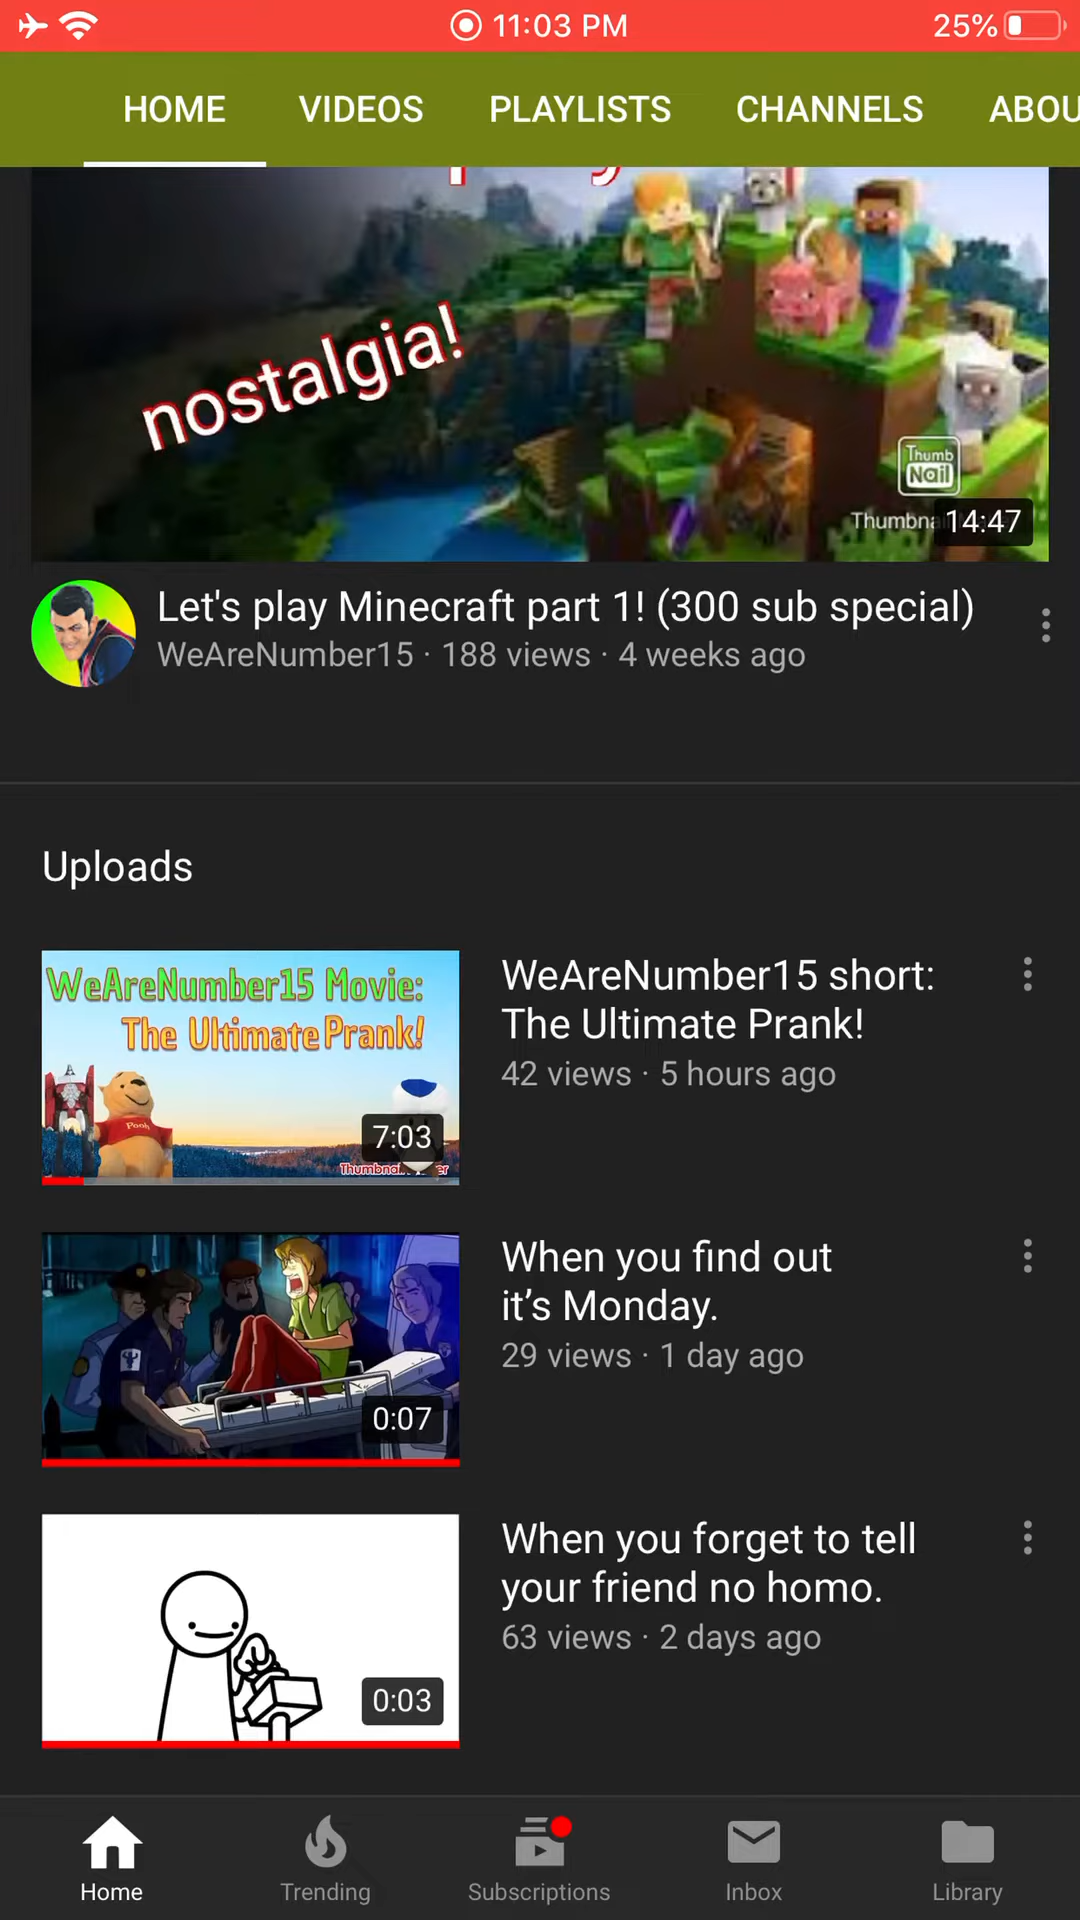 11:03 PM
25%
HOME VIDEOS PLAYLISTS CHANNELS ABOU
nostalgia!
Thumb
Nail
Thumbna
14:47
Let's play Minecraft part 1! (300 sub special)
WeAreNumber15 · 188 views · 4 weeks ago
Uploads
WeAreNumber15 Movie:
The Ultimate Prank!
Pooh
7:03
WeAreNumber15 short:
The Ultimate Prank!
42 views · 5 hours ago
0:07
When you find out
it’s Monday.
29 views · 1 day ago
0:03
When you forget to tell
your friend no homo.
63 views · 2 days ago
Home Trending Subscriptions Inbox Library